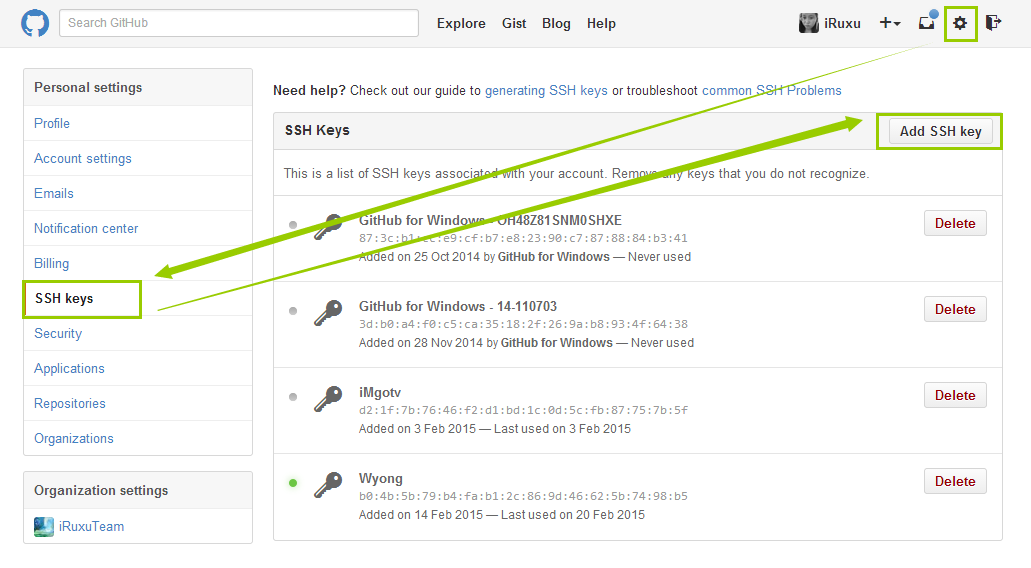 Search GitHub
Explore Gist Blog Help
iRuxu
Personal settings
Profile
Account settings
Emails
Notification center
Billing
SSH keys
Security
Applications
Repositories
Organizations
Organization settings
iRuxuTeam
Need help? Check out our guide to generating SSH keys or troubleshoot common SSH Problems
SSH Keys
Add SSH key
This is a list of SSH keys associated with your account. Remove any keys that you do not recognize.
GitHub for Windows - OH48Z81SNM0SHXE
87:3c:b1: :e9:cf:b7:e8:23:90:c7:87:88:84:b3:41
Added on 25 Oct 2014 by GitHub for Windows — Never used
Delete
GitHub for Windows - 14-110703
3d:b0:a4:f0:c5:ca:35:18:2f:26:9a:b8:93:4f:64:38
Added on 28 Nov 2014 by GitHub for Windows — Never used
Delete
iMgotv
d2:1f:7b:76:46:f2:d1:bd:1c:0d:5c:fb:87:75:7b:5f
Added on 3 Feb 2015 — Last used on 3 Feb 2015
Delete
Wyong
b0:4b:5b:79:b4:fa:b1:2c:86:9d:46:62:5b:74:98:b5
Added on 14 Feb 2015 — Last used on 20 Feb 2015
Delete